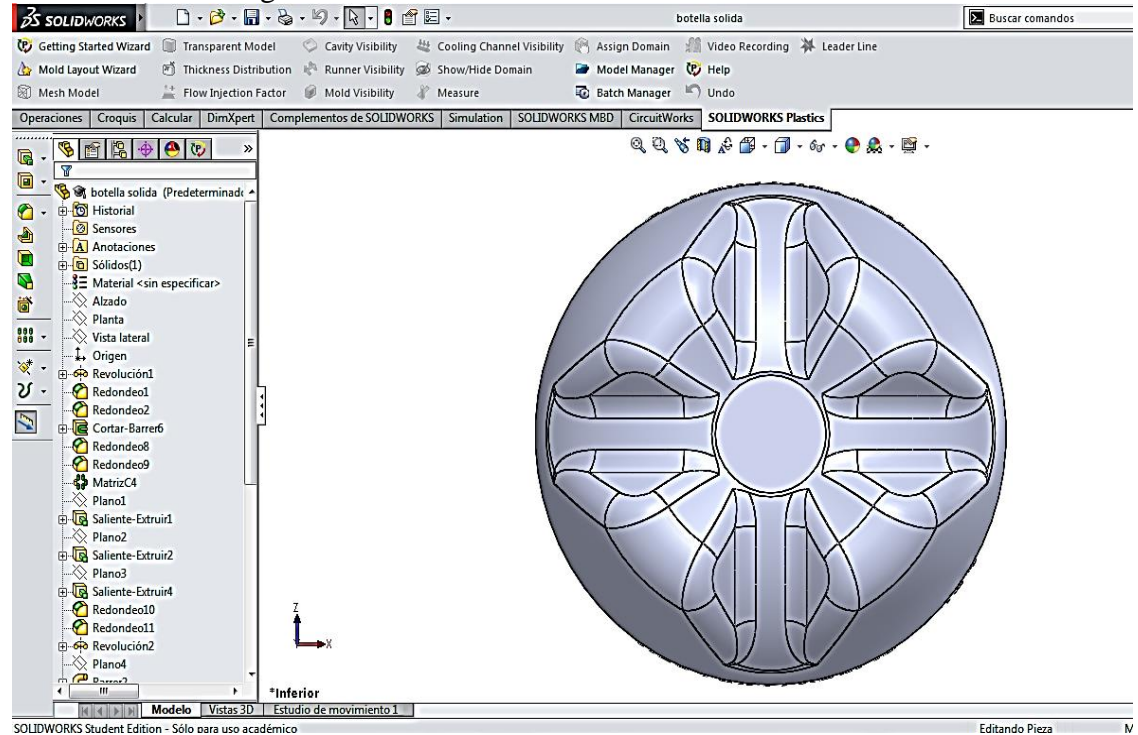 SOLIDWORKS
botella solida
Buscar comandos
Getting Started Wizard Transparent Model Cavity Visibility Cooling Channel Visibility Assign Domain Video Recording Leader Line
Mold Layout Wizard Thickness Distribution Runner Visibility Show/Hide Domain Model Manager Help
Mesh Model Flow Injection Factor Mold Visibility Measure Batch Manager Undo
Operaciones Croquis Calcular DimXpert Complementos de SOLIDWORKS Simulation SOLIDWORKS MBD CircuitWorks SOLIDWORKS Plastics
botella solida (Predeterminado
Historial
Sensores
Anotaciones
Sólidos(1)
Material <sin especificar>
Alzado
Planta
Vista lateral
Origen
Revolución1
Redondeo1
Redondeo2
Cortar-Barrer6
Redondeo8
Redondeo9
MatrizC4
Plano1
Saliente-Extruir1
Plano2
Saliente-Extruir2
Plano3
Saliente-Extruir4
Redondeo10
Redondeo11
Revolución2
Plano4
Barrer2
Z
X
*Inferior
Modelo Vistas 3D Estudio de movimiento 1
SOLIDWORKS Student Edition - Sólo para uso académico
Editando Pieza
M